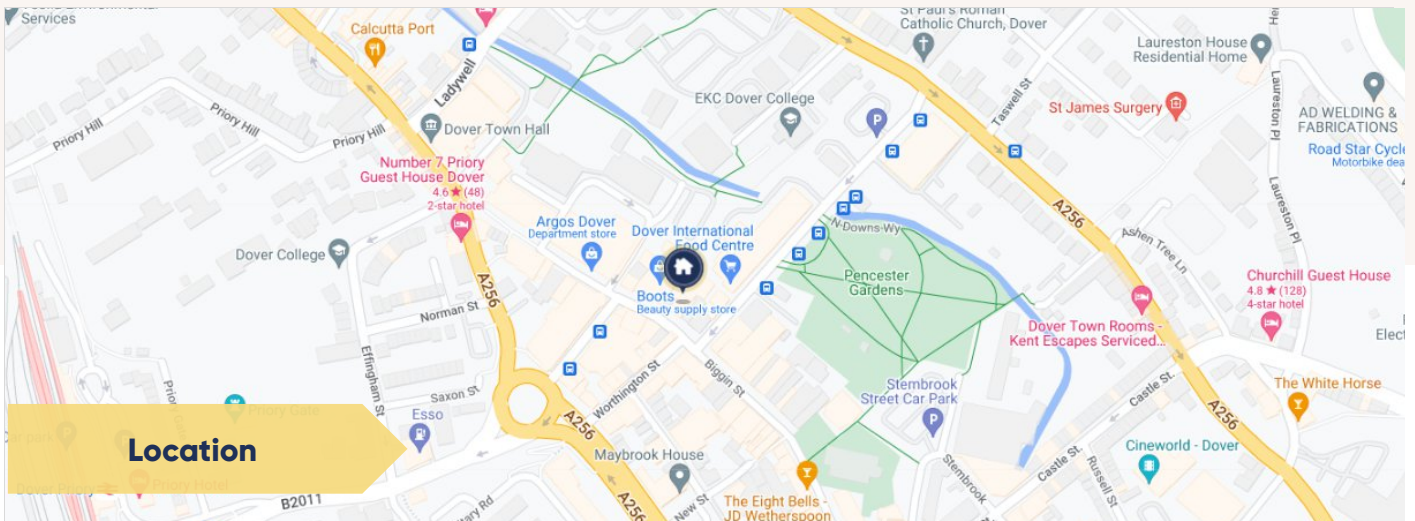 Services
Calcutta Port
Ladywell
St Paul's Roman
Catholic Church, Dover
Laureston House
Residential Home
EKC Dover College
Taswell St
St James Surgery
Laureston Pl
AD WELDING &
FABRICATIONS
Road Star Cycle
Motorbike dea
Priory Hill
Priory Hill
Priory Hill
Dover Town Hall
Number 7 Priory
Guest House Dover
4.6 ★ (48)
2-star hotel
P
A256
Laureston Pl
Argos Dover
Department store
Dover International
Food Centre
N Downs Wy
Ashen Tree Ln
Dover College
A256
Boots
Beauty supply store
Pencester
Gardens
Churchill Guest House
4.8 ★ (128)
4-star hotel
Norman St
Dover Town Rooms -
Kent Escapes Serviced...
Elect
Effingham St
Saxon St
Worthington St
Biggin St
Stembrook
Street Car Park
P
Castle St.
The White Horse
Priory Gate
Esso
A256
A256
Location
Maybrook House
Cineworld - Dover
Castle St.
Russell St
Stembrook
Priory Hotel
Dover Priory
B2011
A256
New St
The Eight Bells -
JD Wetherspoon